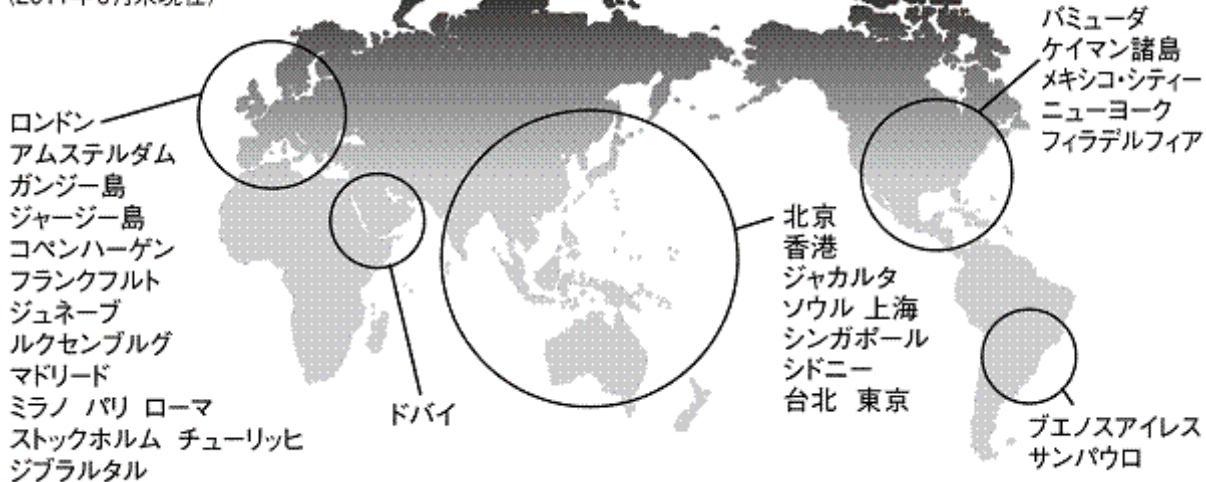 ロンドン
アムステルダム
ガンジー島
ジャージー島
コペンハーゲン
フランクフルト
ジュネーブ
ルクセンブルグ
マドリード
ミラノ パリ ローマ
ストックホルム チューリッヒ
ジブラルタル
ドバイ
北京
香港
ジャカルタ
ソウル 上海
シンガポール
シドニー
台北 東京
バミューダ
ケイマン諸島
メキシコ・シティー
ニューヨーク
フィラデルフィア
ブエノスアイレス
サンパウロ